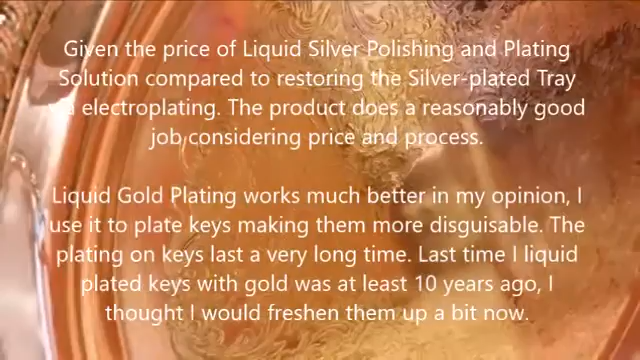 Given the price of Liquid Silver Polishing and Plating
Solution compared to restoring the Silver-plated Tray
via electroplating. The product does a reasonably good
job considering price and process.
Liquid Gold Plating works much better in my opinion, I
use it to plate keys making them more disguisable. The
plating on keys last a very long time. Last time I liquid
plated keys with gold was at least 10 years ago, I
thought I would freshen them up a bit now.